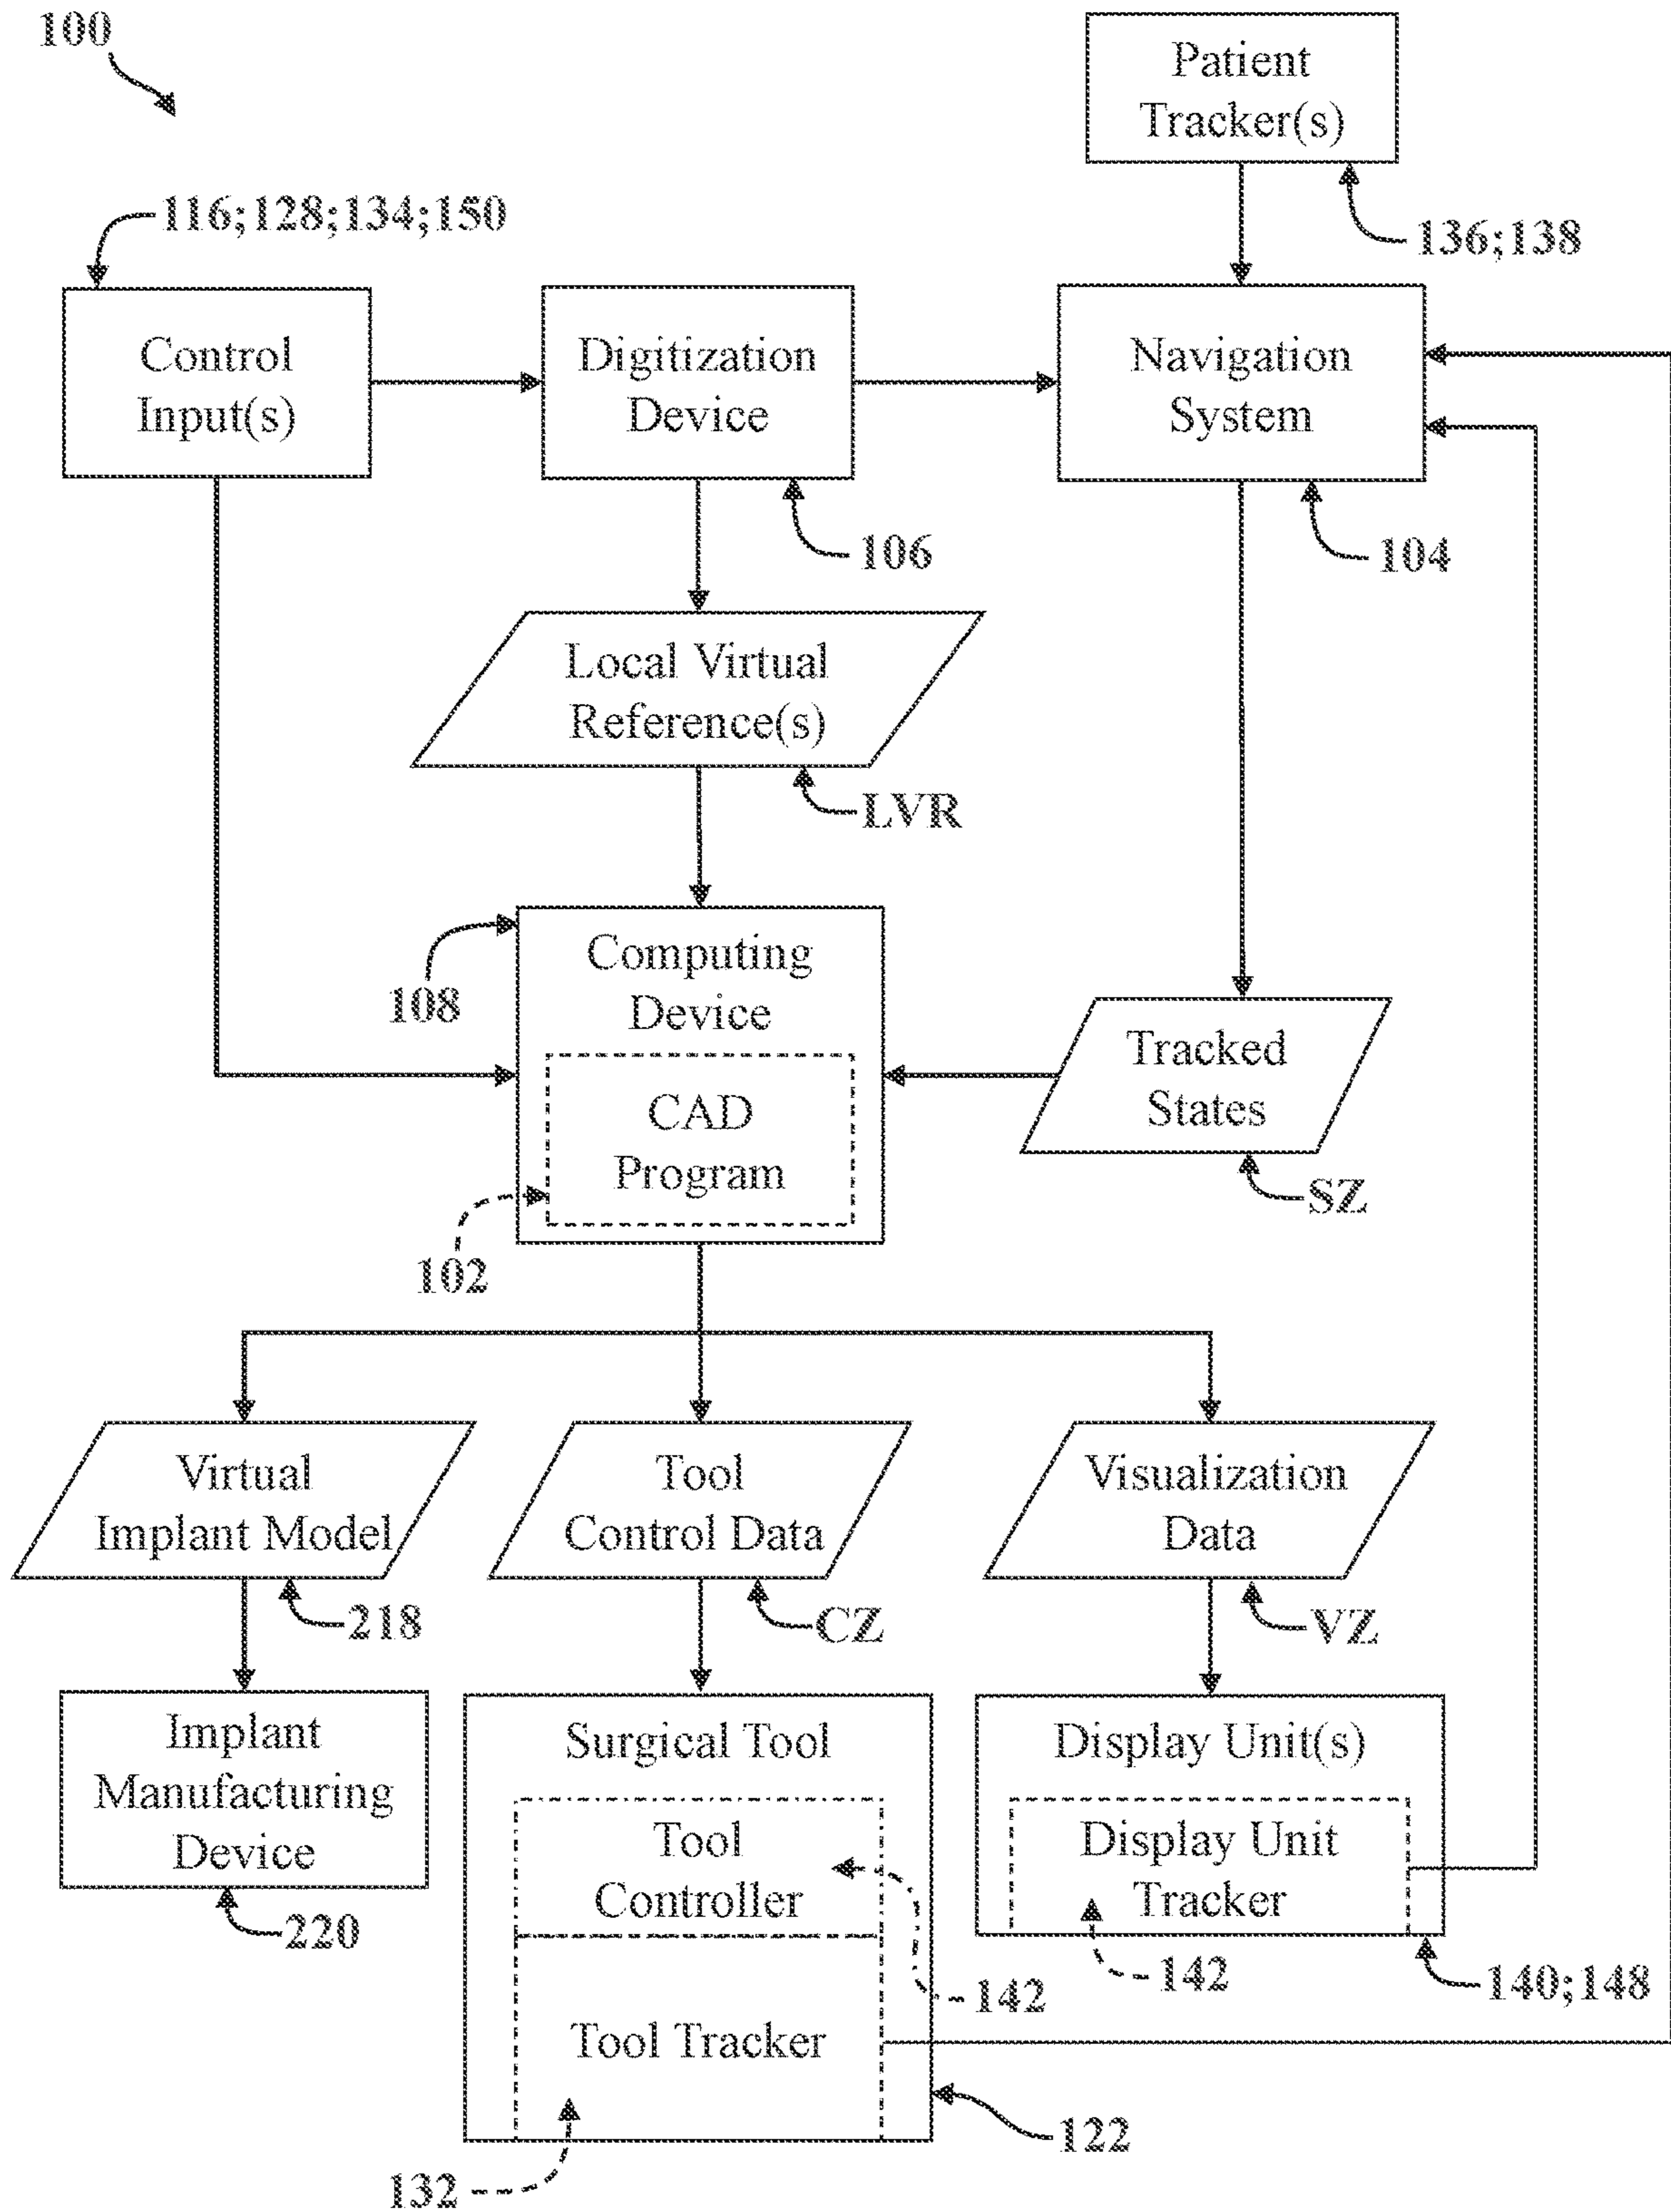 100
Patient
Tracker(s)
116;128;134;150
136;138
Control
Input(s)
Digitization
Device
Navigation
System
106
104
Local Virtual
Reference(s)
LVR
Computing
Device
108
CAD
Program
102
Tracked
States
SZ
Virtual
Implant Model
Tool
Control Data
Visualization
Data
218
CZ
VZ
Implant
Manufacturing
Device
220
Surgical Tool
Tool
Controller
142
Tool Tracker
132
122
Display Unit(s)
Display Unit
Tracker
142
140;148